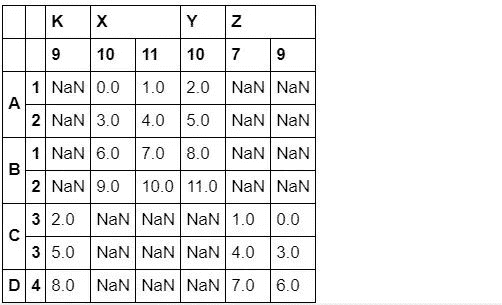 K X Y Z
9 10 11 10 7 9
A 1 NaN 0.0 1.0 2.0 NaN NaN
2 NaN 3.0 4.0 5.0 NaN NaN
B 1 NaN 6.0 7.0 8.0 NaN NaN
2 NaN 9.0 10.0 11.0 NaN NaN
C 3 2.0 NaN NaN NaN 1.0 0.0
3 5.0 NaN NaN NaN 4.0 3.0
D 4 8.0 NaN NaN NaN 7.0 6.0